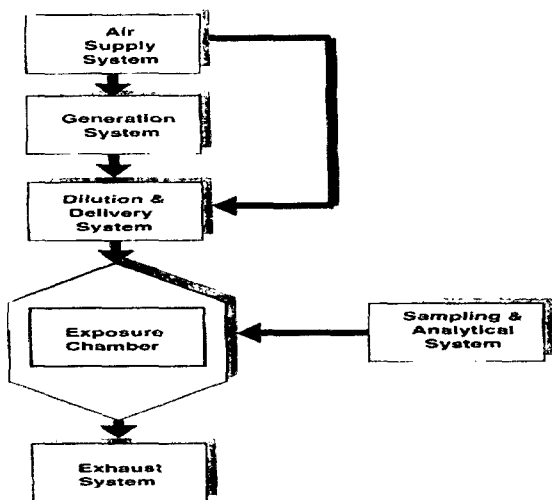 Air
Supply
System
Generation
System
Dilution &
Delivery
System
Exposure
Chamber
Sampling &
Analytical
System
Exhaust
System